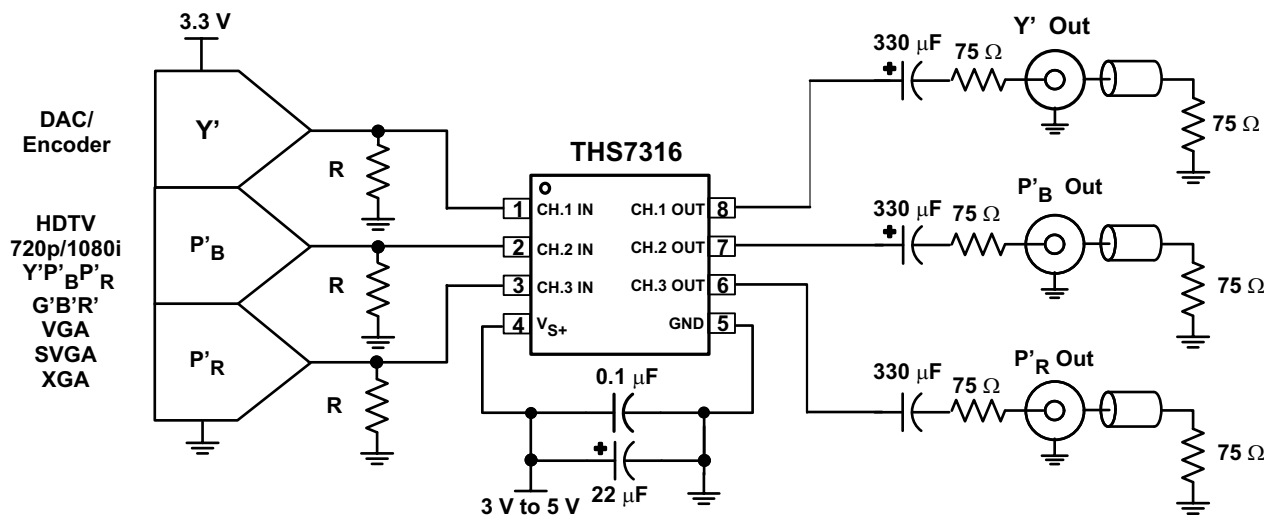 3.3 V
DAC/
Encoder
HDTV
720p/1080i
Y'P'BP'R
G'B'R'
VGA
SVGA
XGA
Y'
P'B
P'R
R
R
R
THS7316
1 CH.1 IN
2 CH.2 IN
3 CH.3 IN
4 VS+
CH.1 OUT 8
CH.2 OUT 7
CH.3 OUT 6
GND 5
0.1 µF
+
22 µF
3 V to 5 V
Y' Out
330 µF
+
75 Ω
75 Ω
P'B Out
330 µF
+
75 Ω
75 Ω
P'R Out
330 µF
75 Ω
75 Ω